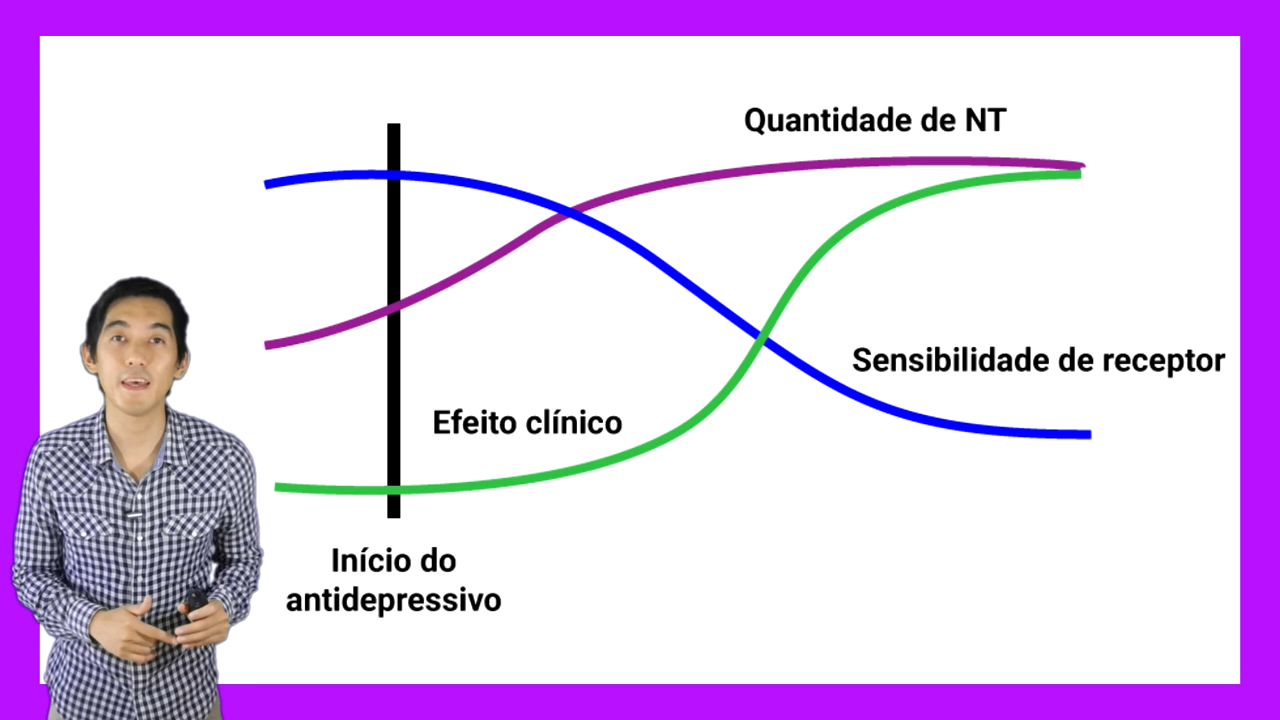 Quantidade de NT
Sensibilidade de receptor
Efeito clínico
Início do
antidepressivo